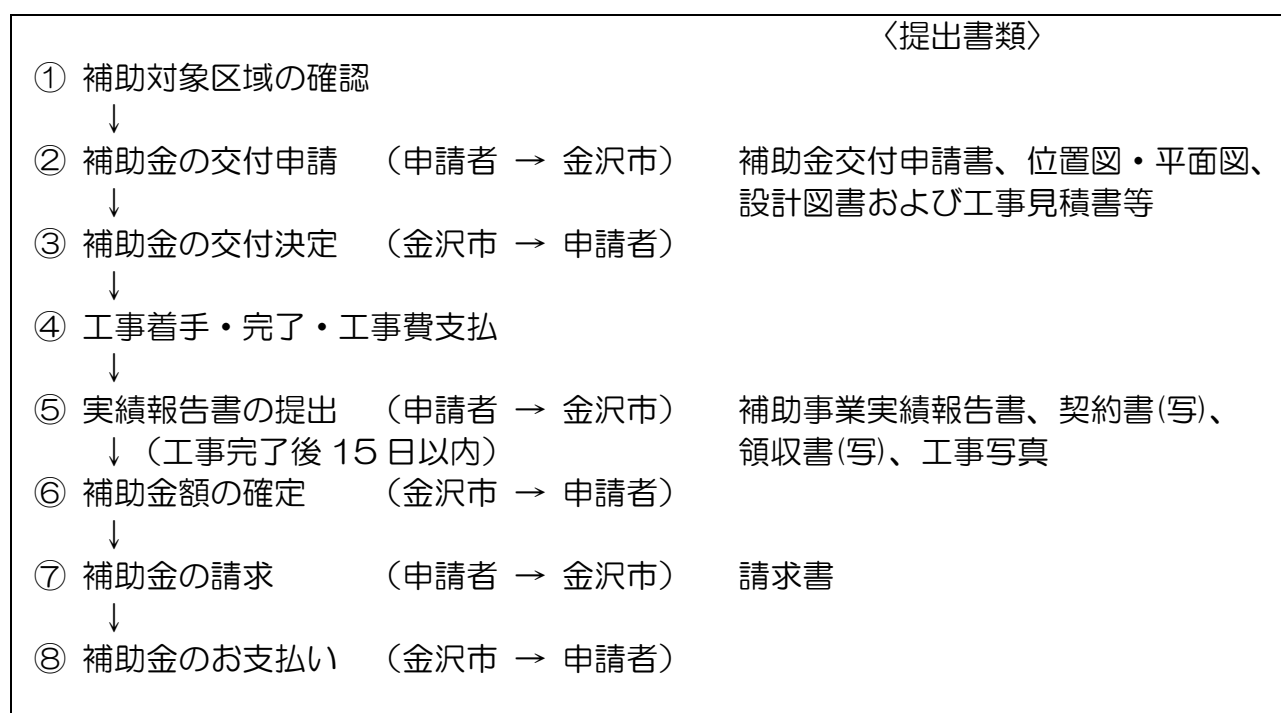 〈提出書類〉
① 補助対象区域の確認
↓
② 補助金の交付申請 （申請者 → 金沢市） 補助金交付申請書、位置図・平面図、
↓ 設計図書および工事見積書等
③ 補助金の交付決定 （金沢市 → 申請者）
↓
④ 工事着手・完了・工事費支払
↓
⑤ 実績報告書の提出 （申請者 → 金沢市） 補助事業実績報告書、契約書(写)、
↓（工事完了後 15 日以内） 領収書(写)、工事写真
⑥ 補助金額の確定 （金沢市 → 申請者）
↓
⑦ 補助金の請求 （申請者 → 金沢市） 請求書
↓
⑧ 補助金のお支払い （金沢市 → 申請者）